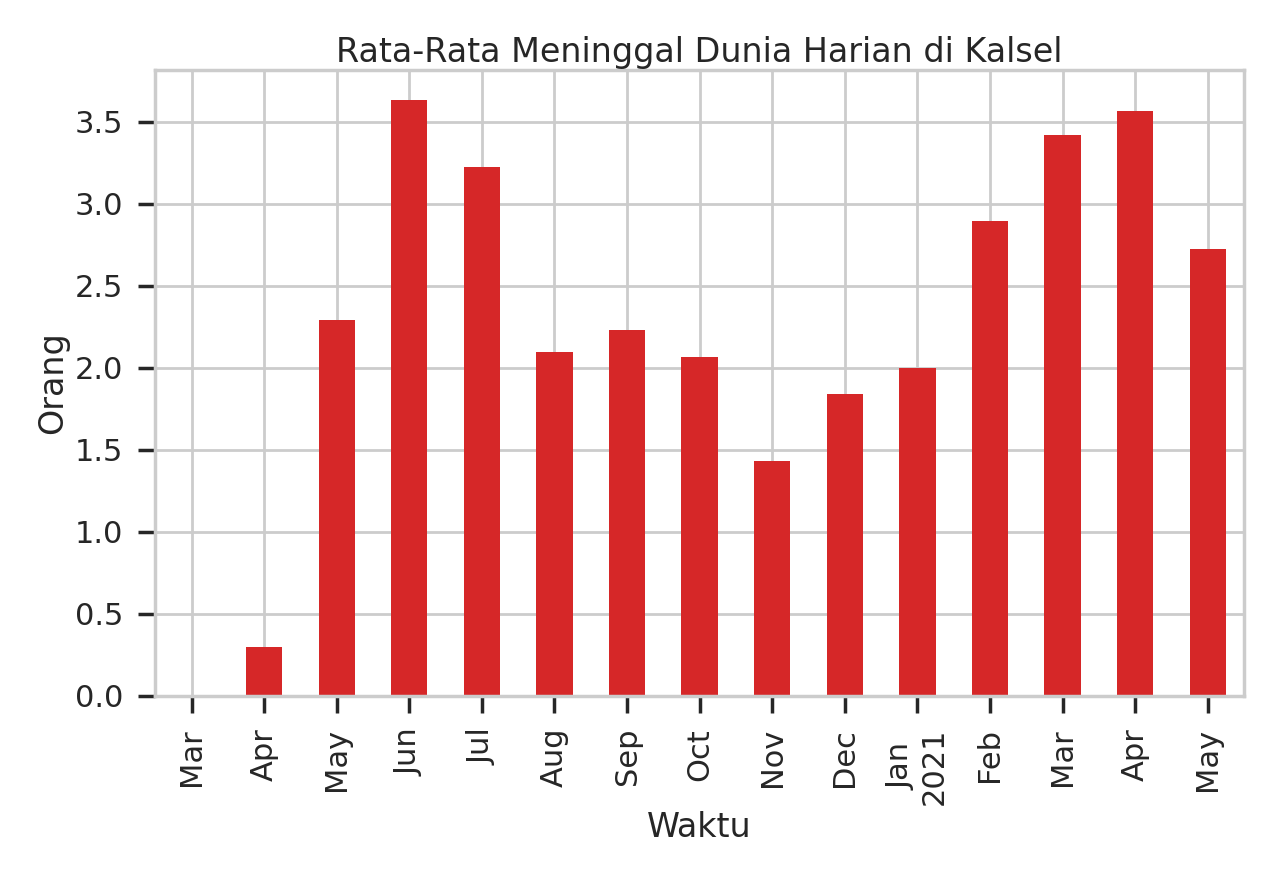 Rata-Rata Meninggal Dunia Harian di Kalsel
3.5
3.0
2.5
2.0
1.5
1.0
0.5
0.0
Orang
Mar
Apr
May
Jun
Jul
Aug
Sep
Oct
Nov
Dec
Jan
2021
Feb
Mar
Apr
May
Waktu